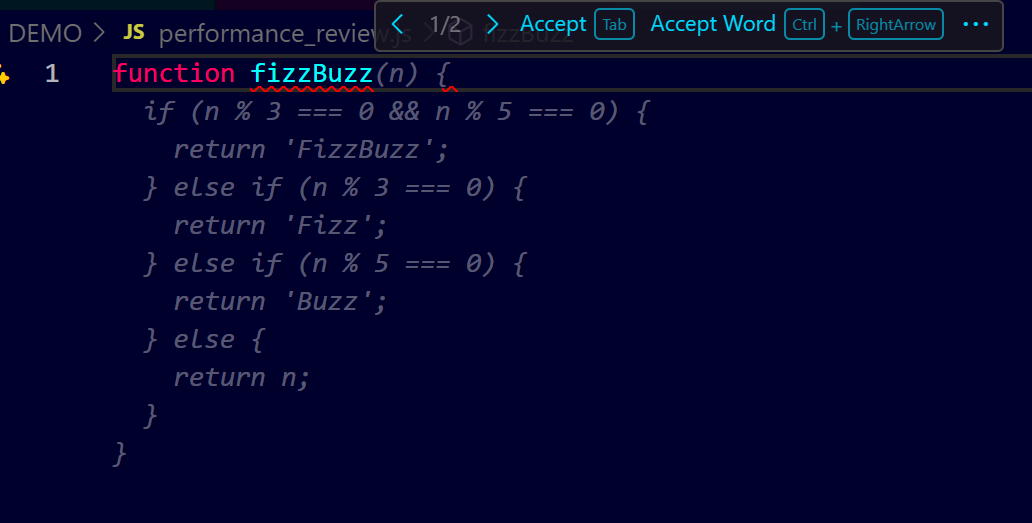 1/2 Accept Tab Accept Word Ctrl + RightArrow ···
DEMO > JS performance_review.js > fizzBuzz
1 function fizzBuzz(n) {
if (n % 3 === 0 && n % 5 === 0) {
return 'FizzBuzz';
} else if (n % 3 === 0) {
return 'Fizz';
} else if (n % 5 === 0) {
return 'Buzz';
} else {
return n;
}
}